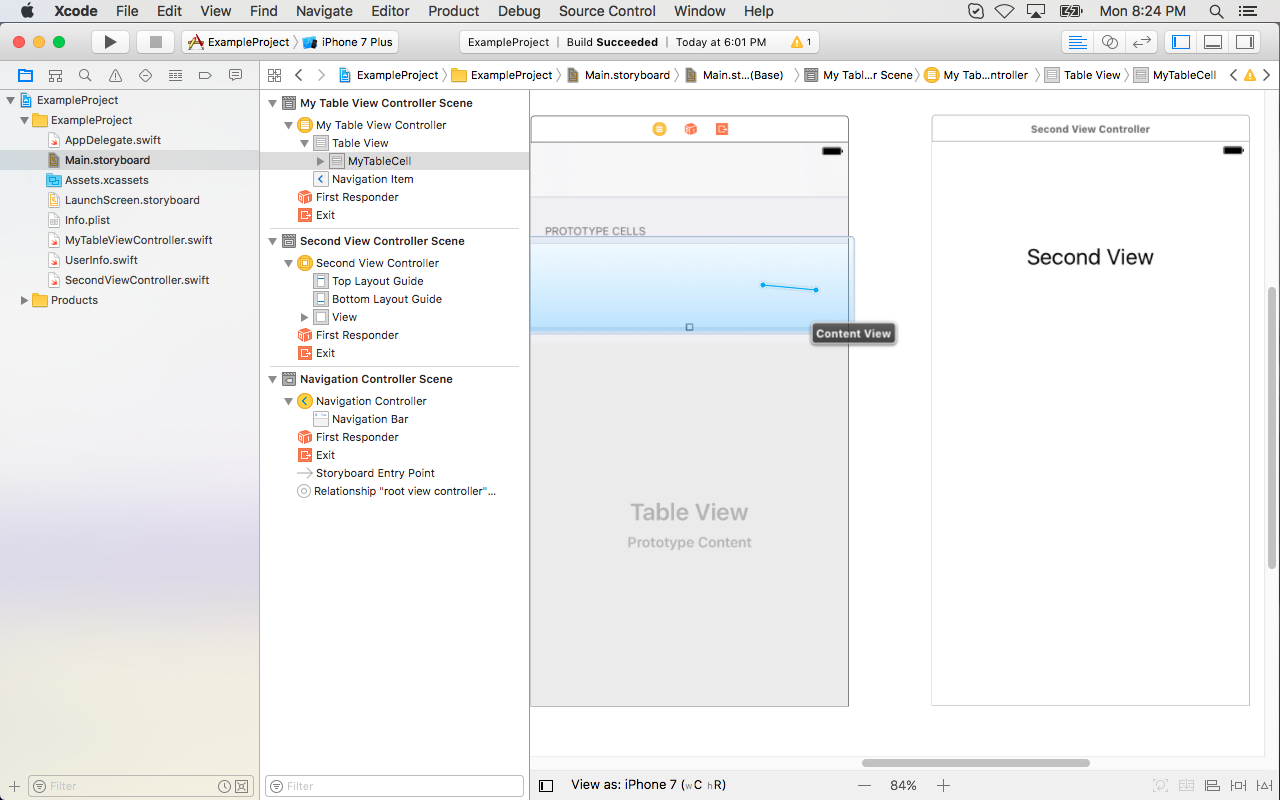 Xcode File Edit View Find Navigate Editor Product Debug Source Control Window Help Mon 8:24 PM
ExampleProject iPhone 7 Plus ExampleProject | Build Succeeded | Today at 6:01 PM 1
ExampleProject ExampleProject Main.storyboard Main.st...(Base) My Tabl...r Scene My Tab...ntroller Table View MyTableCell
ExampleProject
ExampleProject
AppDelegate.swift
Main.storyboard
Assets.xcassets
LaunchScreen.storyboard
Info.plist
MyTableViewController.swift
UserInfo.swift
SecondViewController.swift
Products
Filter
My Table View Controller Scene
My Table View Controller
Table View
MyTableCell
Navigation Item
First Responder
Exit
Second View Controller Scene
Second View Controller
Top Layout Guide
Bottom Layout Guide
View
First Responder
Exit
Navigation Controller Scene
Navigation Controller
Navigation Bar
First Responder
Exit
Storyboard Entry Point
Relationship "root view controller"...
Filter
PROTOTYPE CELLS
Content View
Table View
Prototype Content
Second View Controller
Second View
View as: iPhone 7 (wC hR) 84%